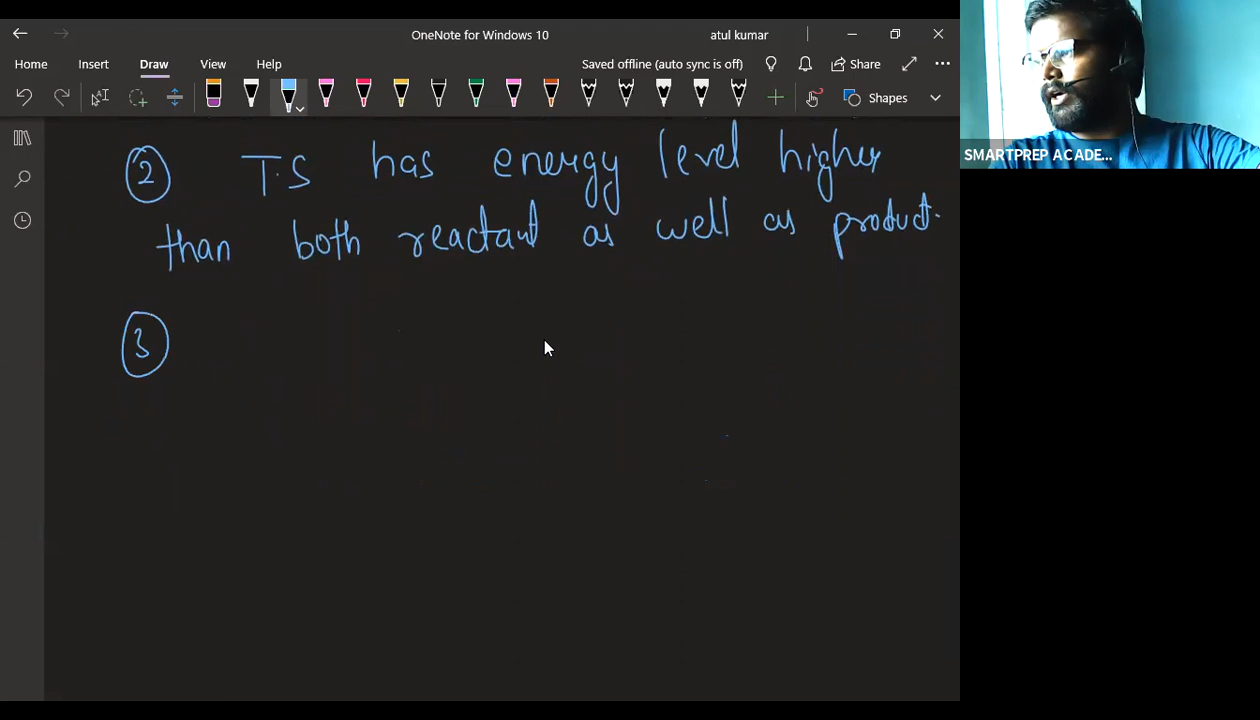 OneNote for Windows 10
atul kumar
Home Insert Draw View Help
Saved offline (auto sync is off)
Share
Shapes
SMARTPREP ACADE...
2 T.S has energy level higher
than both reactant as well as product.
3